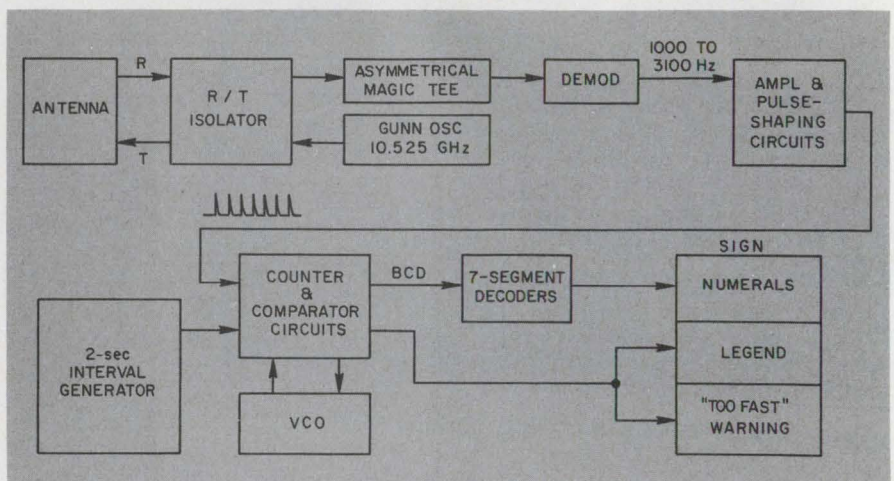 R
ANTENNA
T
R / T
ISOLATOR
ASYMMETRICAL
MAGIC TEE
GUNN OSC
10.525 GHz
DEMOD
1000 TO
3100 Hz
AMPL &
PULSE-
SHAPING
CIRCUITS
2-sec
INTERVAL
GENERATOR
COUNTER
&
COMPARATOR
CIRCUITS
VCO
BCD
7-SEGMENT
DECODERS
SIGN
NUMERALS
LEGEND
"TOO FAST"
WARNING